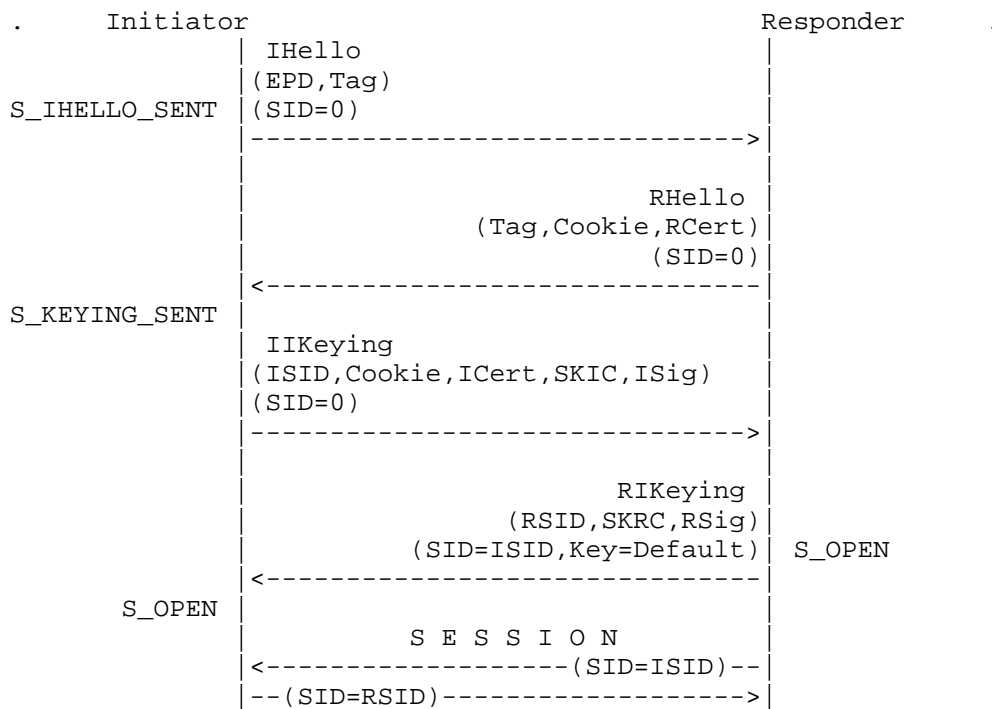 .     Initiator                                Responder     .
               | IHello                         |
               |(EPD,Tag)                       |
S_IHELLO_SENT  |(SID=0)                         |
               |------------------------------->|
               |                                |
               |                         RHello |
               |              (Tag,Cookie,RCert)|
               |                         (SID=0)|
               |<-------------------------------|
S_KEYING_SENT  |                                |
               | IIKeying                       |
               |(ISID,Cookie,ICert,SKIC,ISig)   |
               |(SID=0)                         |
               |------------------------------->|
               |                                |
               |                       RIKeying |
               |                (RSID,SKRC,RSig)|
               |          (SID=ISID,Key=Default)| S_OPEN
               |<-------------------------------|
       S_OPEN  |                                |
               |          S E S S I O N         |
               |<-------------------(SID=ISID)--|
               |--(SID=RSID)------------------->|